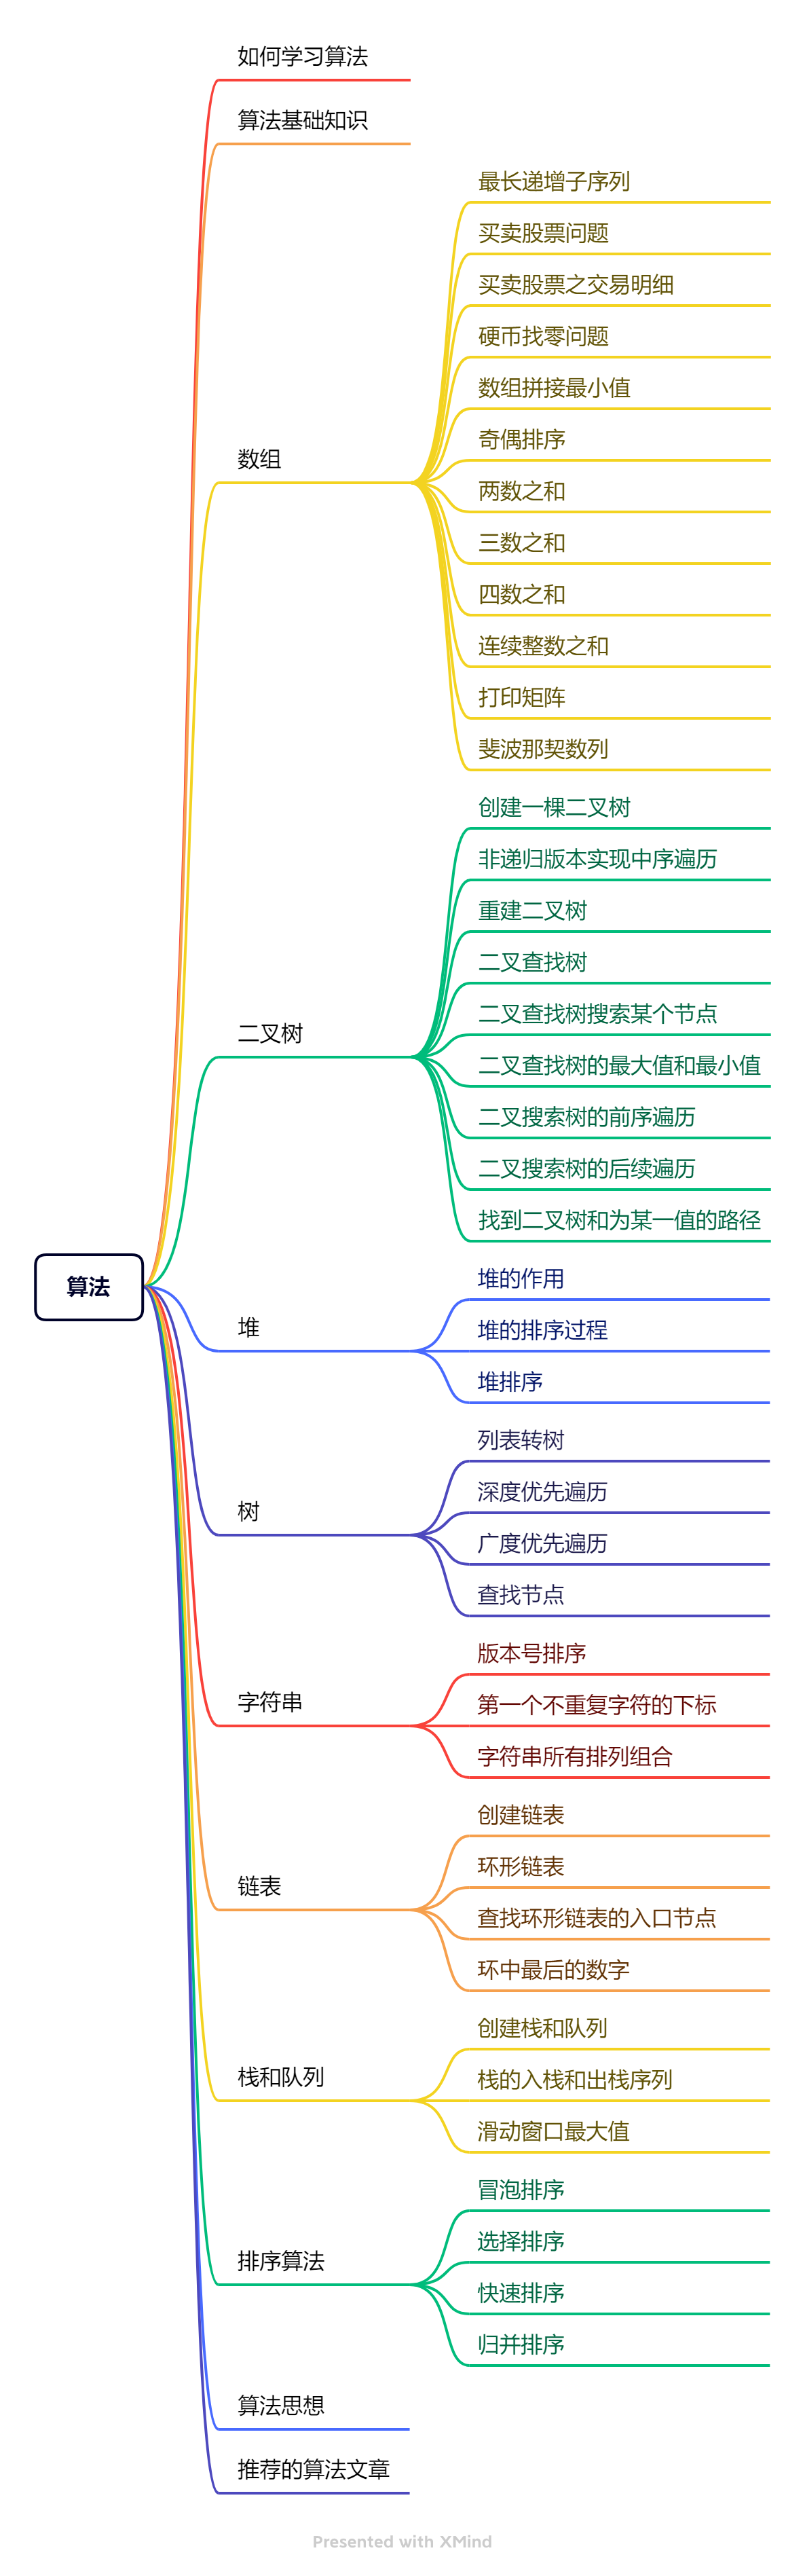 如何学习算法
算法基础知识
最长递增子序列
买卖股票问题
买卖股票之交易明细
硬币找零问题
数组拼接最小值
奇偶排序
数组
两数之和
三数之和
四数之和
连续整数之和
打印矩阵
斐波那契数列
创建一棵二叉树
非递归版本实现中序遍历
重建二叉树
二叉查找树
二叉查找树搜索某个节点
二叉树
二叉查找树的最大值和最小值
二叉搜索树的前序遍历
二叉搜索树的后续遍历
找到二叉树和为某一值的路径
算法
堆的作用
堆
堆的排序过程
堆排序
列表转树
深度优先遍历
树
广度优先遍历
查找节点
版本号排序
字符串
第一个不重复字符的下标
字符串所有排列组合
创建链表
环形链表
链表
查找环形链表的入口节点
环中最后的数字
创建栈和队列
栈和队列
栈的入栈和出栈序列
滑动窗口最大值
冒泡排序
选择排序
排序算法
快速排序
归并排序
算法思想
推荐的算法文章
Presented with XMind